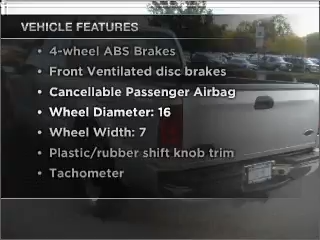 VEHICLE FEATURES
• 4-wheel ABS Brakes
• Front Ventilated disc brakes
• Cancellable Passenger Airbag
• Wheel Diameter: 16
• Wheel Width: 7
• Plastic/rubber shift knob trim
• Tachometer